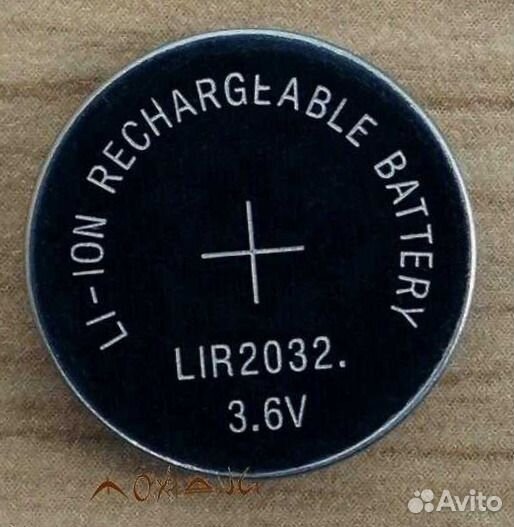 LI-ION RECHARGEABLE BATTERY
+
LIR2032.
3.6V
Avito